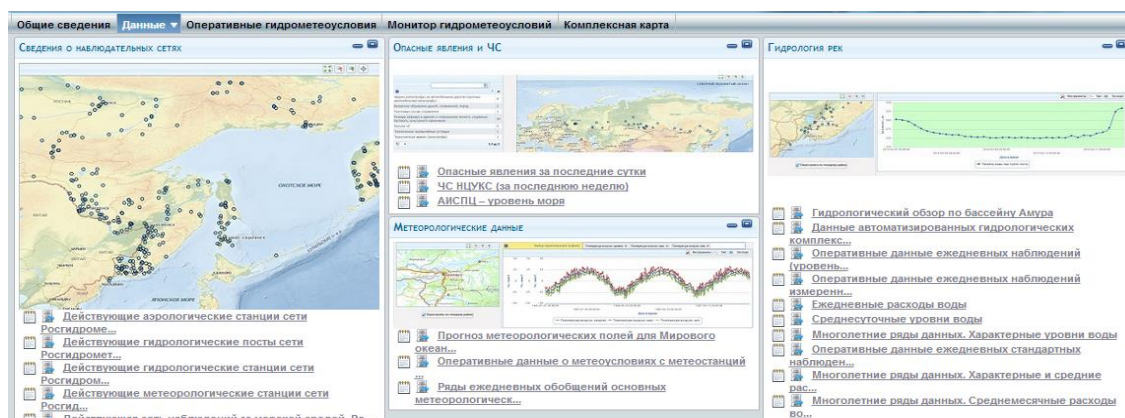 Общие сведения Данные Оперативные гидрометеоусловия Монитор гидрометеоусловий Комплексная карта
Сведения о наблюдательных сетях
ОХОТСКОЕ МОРЕ
ЯПОНСКОЕ МОРЕ
Действующие аэрологические станции сети
Росгидроме...
Действующие гидрологические посты сети
Росгидромет...
Действующие гидрологические станции сети
Росгидром...
Действующие метеорологические станции сети
Росгид...
Опасные явления и ЧС
Опасные явления за последние сутки
ЧС НЦУКС (за последнюю неделю)
АИСПЦ – уровень моря
Метеорологические данные
Прогноз метеорологических полей для Мирового
океан...
Оперативные данные о метеоусловиях с метеостанций
...
Ряды ежедневных обобщений основных
метеорологическ...
Гидрология рек
Гидрологический обзор по бассейну Амура
Данные автоматизированных гидрологических
комплекс...
Оперативные данные ежедневных наблюдений
(уровень...
Оперативные данные ежедневных наблюдений
измеренн...
Ежедневные расходы воды
Среднесуточные уровни воды
Многолетние ряды данных. Характерные уровни воды
Оперативные данные ежедневных стандартных
наблюден...
Многолетние ряды данных. Характерные и средние
рас...
Многолетние ряды данных. Среднемесячные расходы
во...